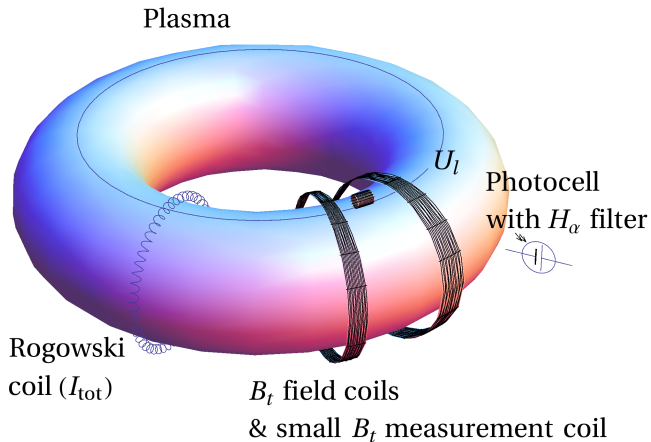 Plasma
U_l
Photocell
with H_α filter
Rogowski
coil (I_tot)
B_t field coils
& small B_t measurement coil